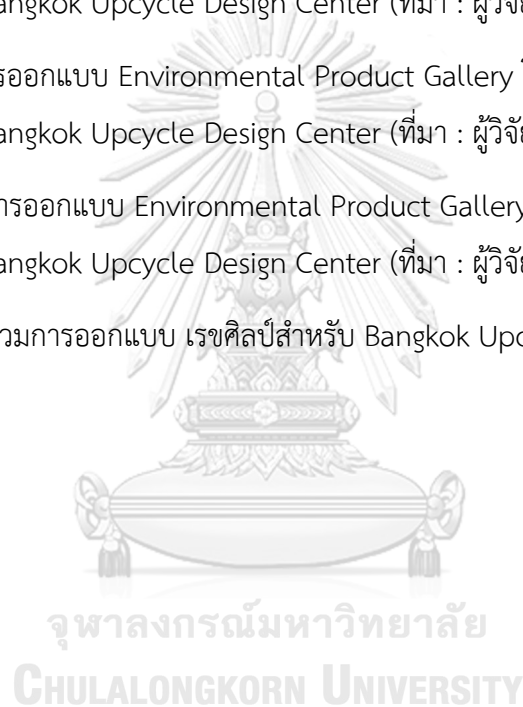 Bangkok Upcycle Design Center (ที่มา : ผู้วิจัย
ออกแบบ Environmental Product Gallery
Bangkok Upcycle Design Center (ที่มา : ผู้วิจัย
การออกแบบ Environmental Product Gallery
Bangkok Upcycle Design Center (ที่มา : ผู้วิจัย
วมการออกแบบ เรขศิลป์สำหรับ Bangkok Upc
จุฬาลงกรณ์มหาวิทยาลัย
CHULALONGKORN UNIVERSITY